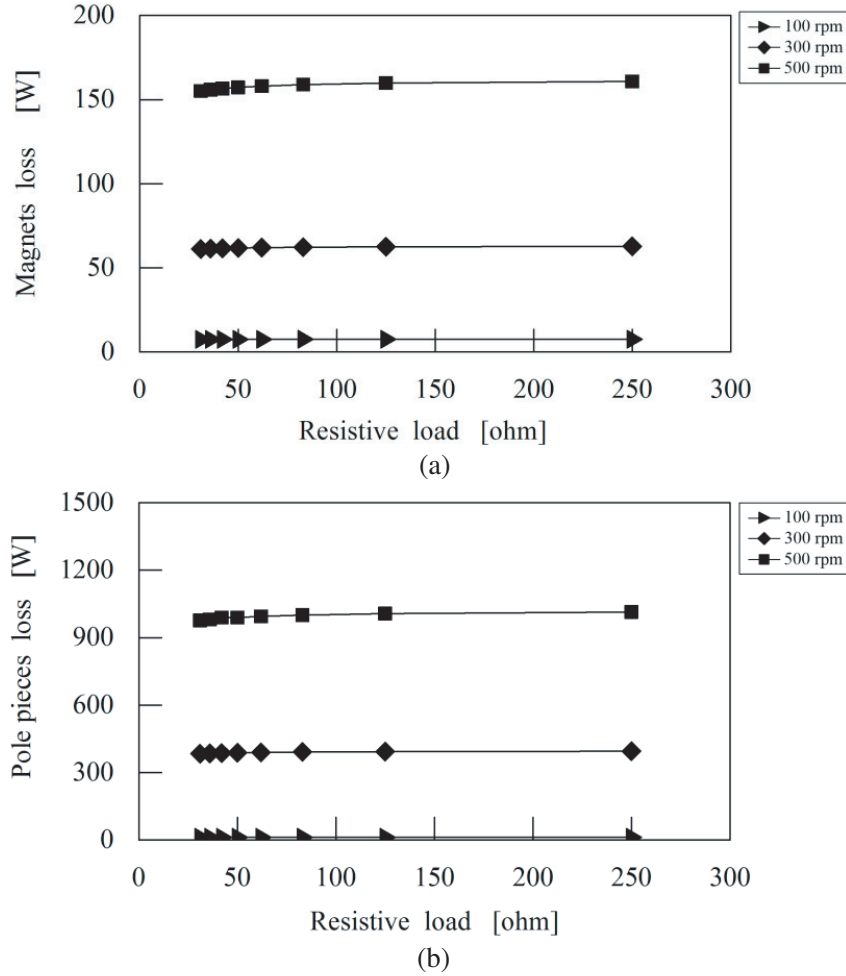 200
150
100
50
0
Magnets loss [W]
0 50 100 150 200 250 300
Resistive load [ohm]
100 rpm
300 rpm
500 rpm
(a)
1500
1200
900
600
300
0
Pole pieces loss [W]
0 50 100 150 200 250 300
Resistive load [ohm]
100 rpm
300 rpm
500 rpm
(b)